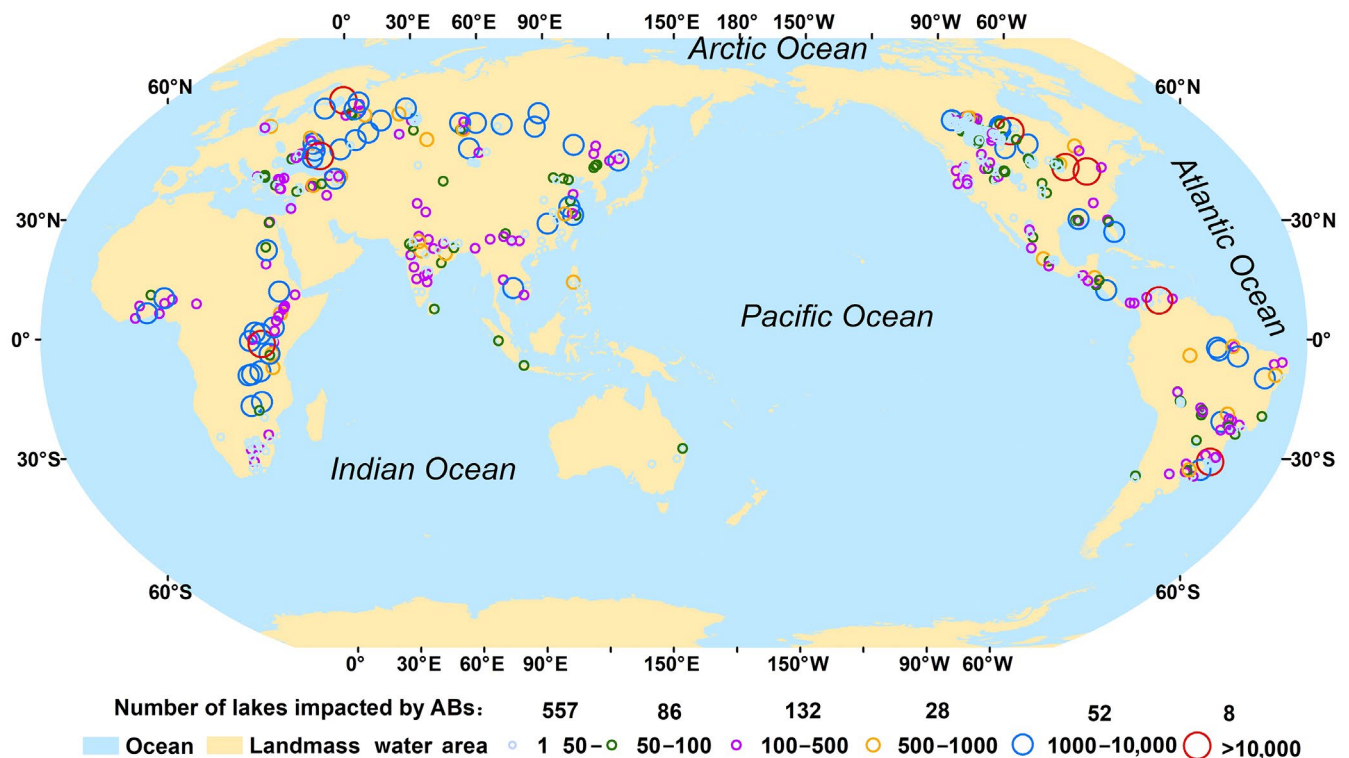 0° 30°E 60°E 90°E 150°E 180° 150°W 90°W 60°W
Arctic Ocean
60°N 60°N
Atlantic Ocean
30°N 30°N
Pacific Ocean
0° 0°
Indian Ocean
30°S 30°S
60°S 60°S
0° 30°E 60°E 90°E 150°E 150°W 90°W 60°W
Number of lakes impacted by ABs: 557 86 132 28 52 8
Ocean Landmass water area 1 50– 50–100 100–500 500–1000 1000–10,000 >10,000